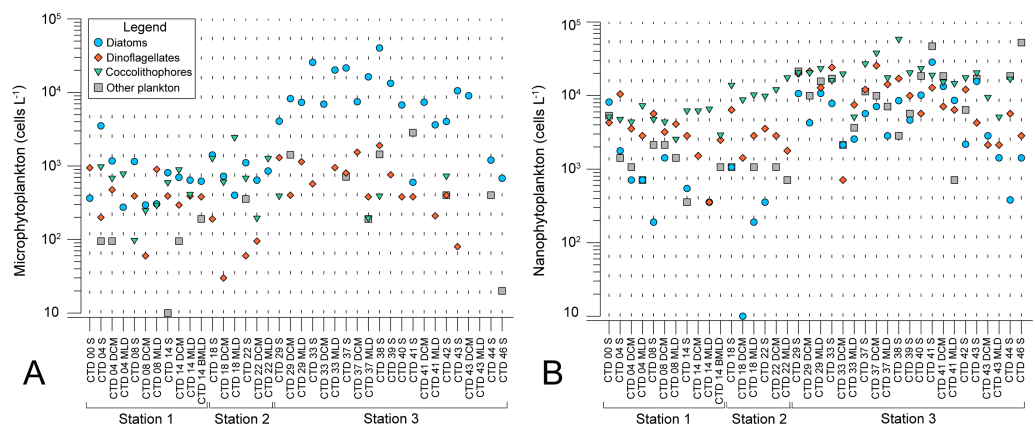 Microphytoplankton (cells L⁻¹)
10⁵
10⁴
10³
10²
10
Legend
Diatoms
Dinoflagellates
Coccolithophores
Other plankton
CTD 00 S
CTD 04 S
CTD 04 DCM
CTD 04 MLD
CTD 08 S
CTD 08 DCM
CTD 08 MLD
CTD 14 S
CTD 14 DCM
CTD 14 MLD
CTD 14 BMLD
CTD 18 S
CTD 18 DCM
CTD 18 MLD
CTD 22 S
CTD 22 DCM
CTD 22 MLD
CTD 29 S
CTD 29 DCM
CTD 29 MLD
CTD 33 S
CTD 33 DCM
CTD 33 MLD
CTD 37 S
CTD 37 DCM
CTD 37 MLD
CTD 38 S
CTD 39 S
CTD 40 S
CTD 41 S
CTD 41 DCM
CTD 41 MLD
CTD 42 S
CTD 43 S
CTD 43 DCM
CTD 43 MLD
CTD 44 S
CTD 46 S
A
Station 1
Station 2
Station 3
Nanophytoplankton (cells L⁻¹)
10⁵
10⁴
10³
10²
10
CTD 00 S
CTD 04 S
CTD 04 DCM
CTD 04 MLD
CTD 08 S
CTD 08 DCM
CTD 08 MLD
CTD 14 S
CTD 14 DCM
CTD 14 MLD
CTD 14 BMLD
CTD 18 S
CTD 18 DCM
CTD 18 MLD
CTD 22 S
CTD 22 DCM
CTD 22 MLD
CTD 29 S
CTD 29 DCM
CTD 29 MLD
CTD 33 S
CTD 33 DCM
CTD 33 MLD
CTD 37 S
CTD 37 DCM
CTD 37 MLD
CTD 38 S
CTD 39 S
CTD 40 S
CTD 41 S
CTD 41 DCM
CTD 41 MLD
CTD 42 S
CTD 43 S
CTD 43 DCM
CTD 43 MLD
CTD 44 S
CTD 46 S
B
Station 1
Station 2
Station 3